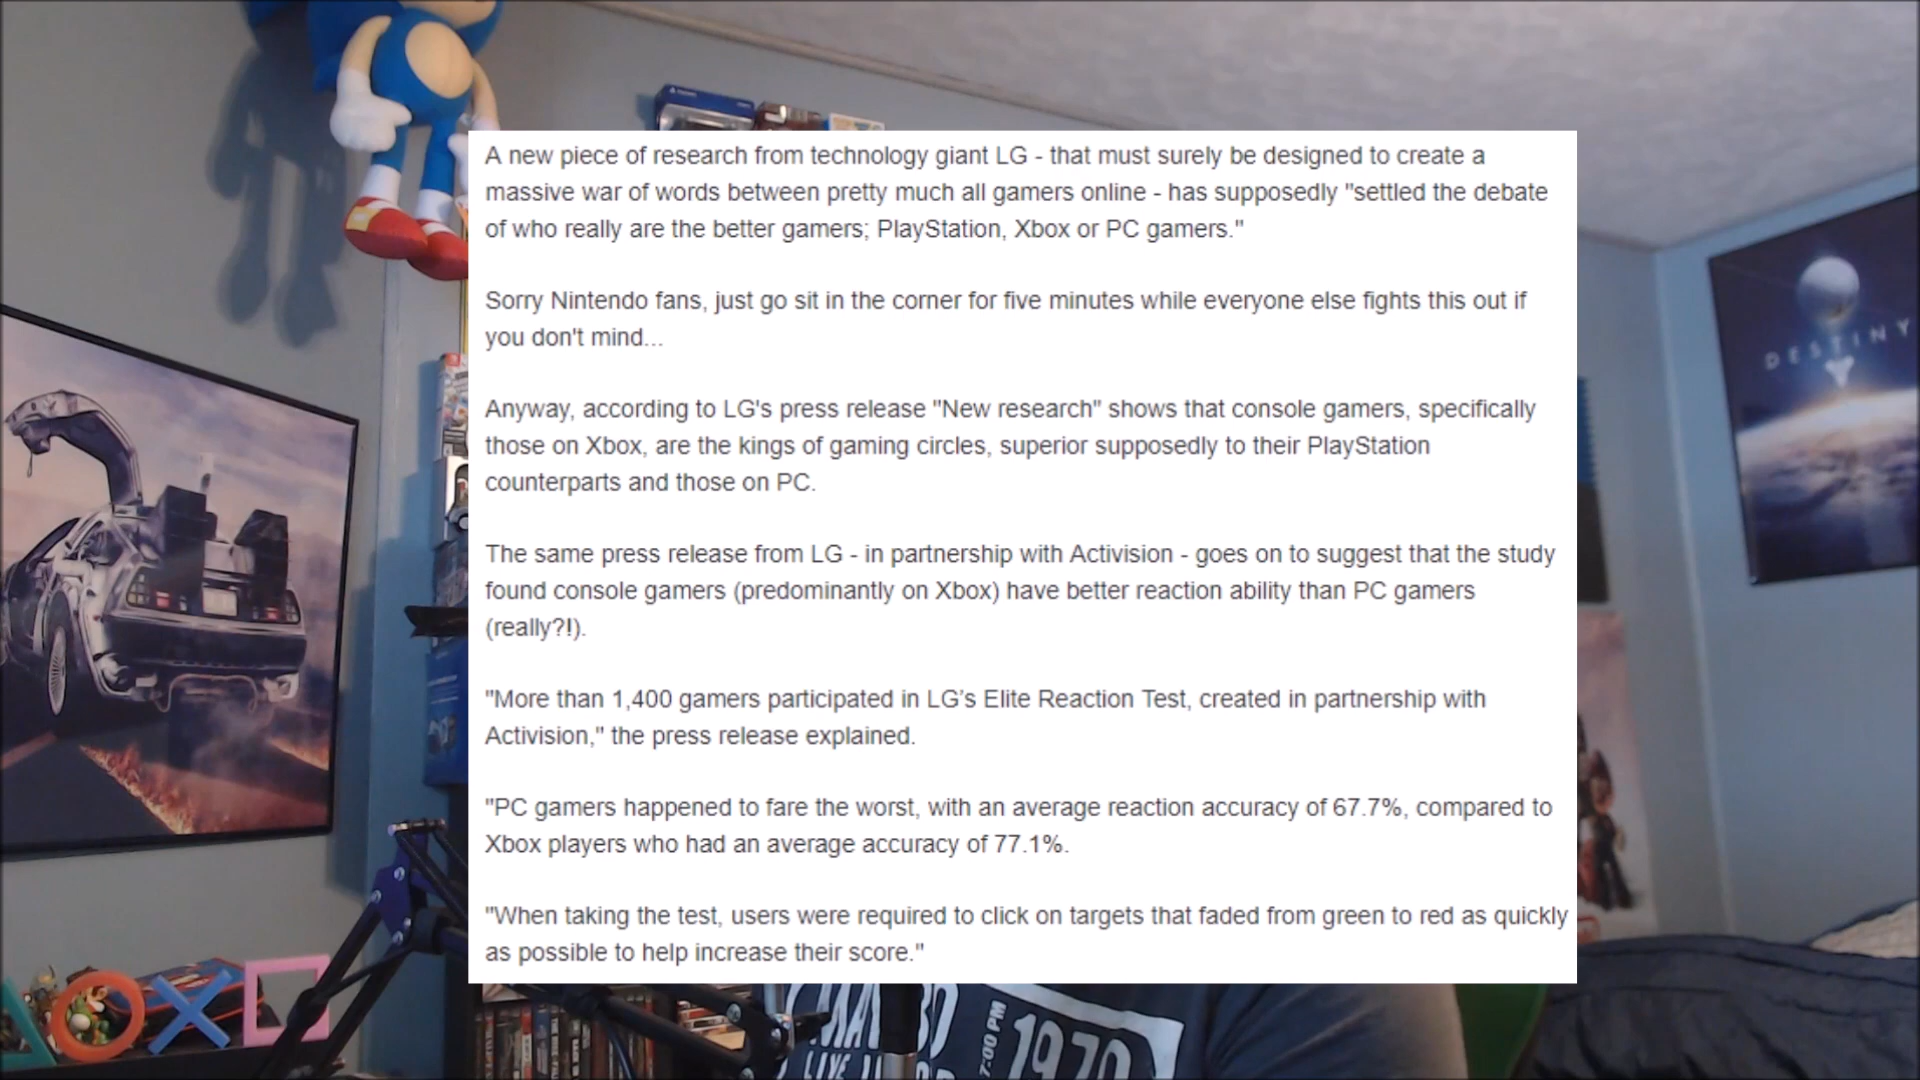 A new piece of research from technology giant LG - that must surely be designed to create a
massive war of words between pretty much all gamers online - has supposedly "settled the debate
of who really are the better gamers; PlayStation, Xbox or PC gamers."
Sorry Nintendo fans, just go sit in the corner for five minutes while everyone else fights this out if
you don't mind...
Anyway, according to LG's press release "New research" shows that console gamers, specifically
those on Xbox, are the kings of gaming circles, superior supposedly to their PlayStation
counterparts and those on PC.
The same press release from LG - in partnership with Activision - goes on to suggest that the study
found console gamers (predominantly on Xbox) have better reaction ability than PC gamers
(really?!).
"More than 1,400 gamers participated in LG’s Elite Reaction Test, created in partnership with
Activision," the press release explained.
"PC gamers happened to fare the worst, with an average reaction accuracy of 67.7%, compared to
Xbox players who had an average accuracy of 77.1%.
"When taking the test, users were required to click on targets that faded from green to red as quickly
as possible to help increase their score."
DESTINY
7:00 PM
1970
LIVE